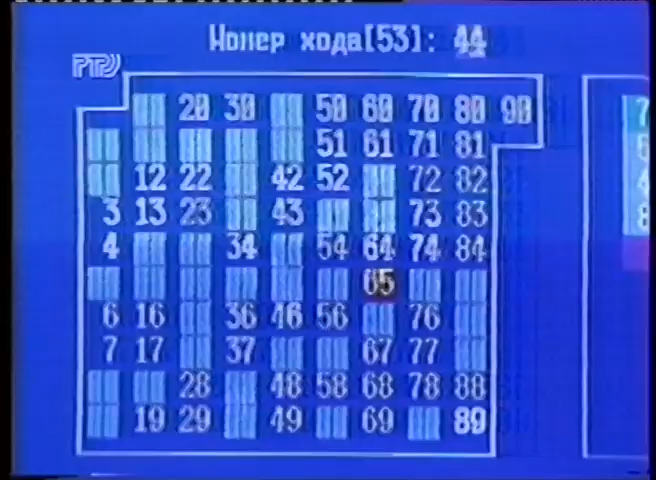 Номер хода[53]: 44
РТР
20 30 50 60 70 80 90
51 61 71 81
12 22 42 52 72 82
3 13 23 43 73 83
4 34 54 64 74 84
65
6 16 36 46 56 76
7 17 37 67 77
28 48 58 68 78 88
19 29 49 69 89